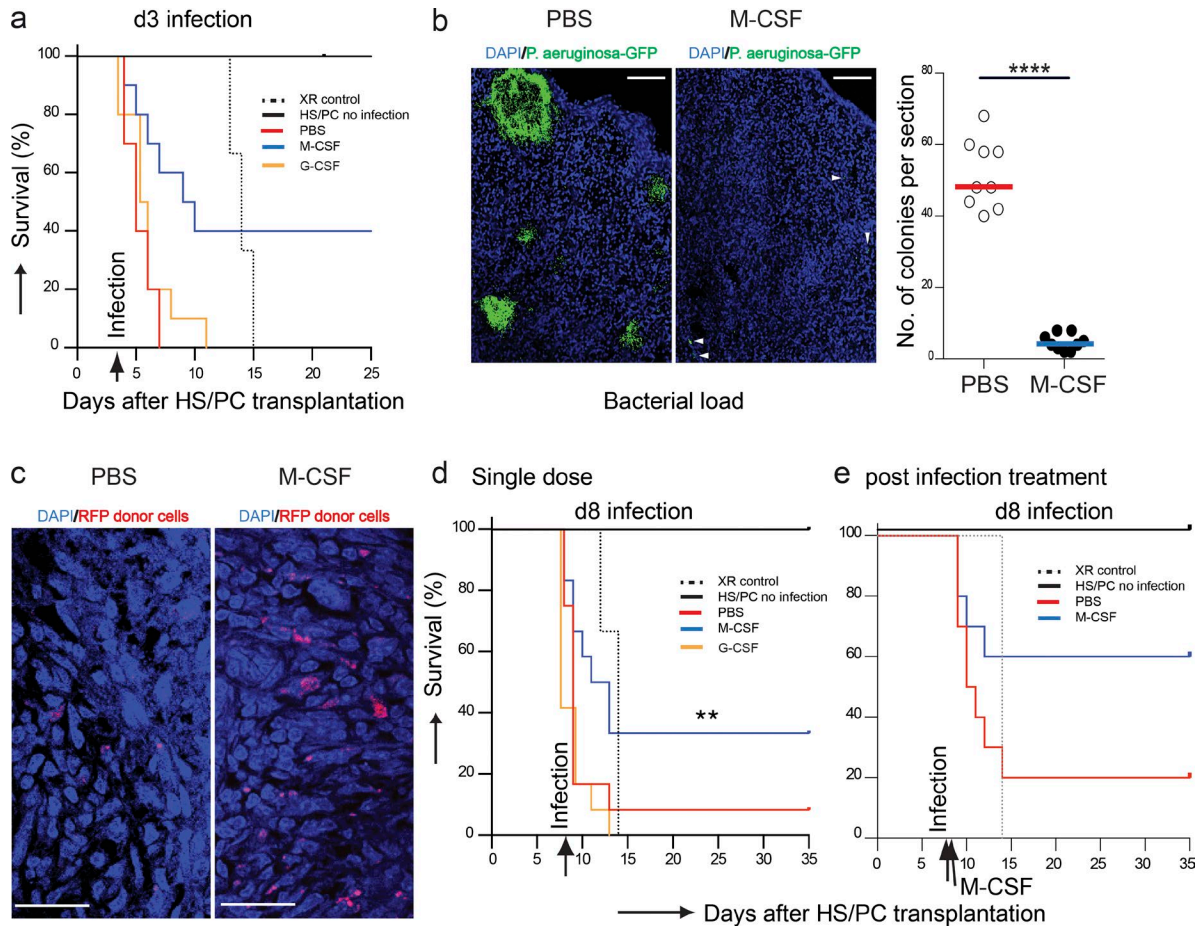 a
d3 infection
100
80
60
40
20
0
Survival (%)
XR control
HS/PC no infection
PBS
M-CSF
G-CSF
Infection
0 5 10 15 20 25
Days after HS/PC transplantation
b
PBS
M-CSF
DAPI/P. aeruginosa-GFP
DAPI/P. aeruginosa-GFP
Bacterial load
No. of colonies per section
80
60
40
20
0
****
PBS M-CSF
c
PBS
M-CSF
DAPI/RFP donor cells
DAPI/RFP donor cells
d Single dose
d8 infection
100
80
60
40
20
0
Survival (%)
XR control
HS/PC no infection
PBS
M-CSF
G-CSF
**
Infection
0 5 10 15 20 25 30 35
e post infection treatment
d8 infection
100
80
60
40
20
0
XR control
HS/PC no infection
PBS
M-CSF
Infection
0 5 10 15 20 25 30 35
M-CSF
Days after HS/PC transplantation